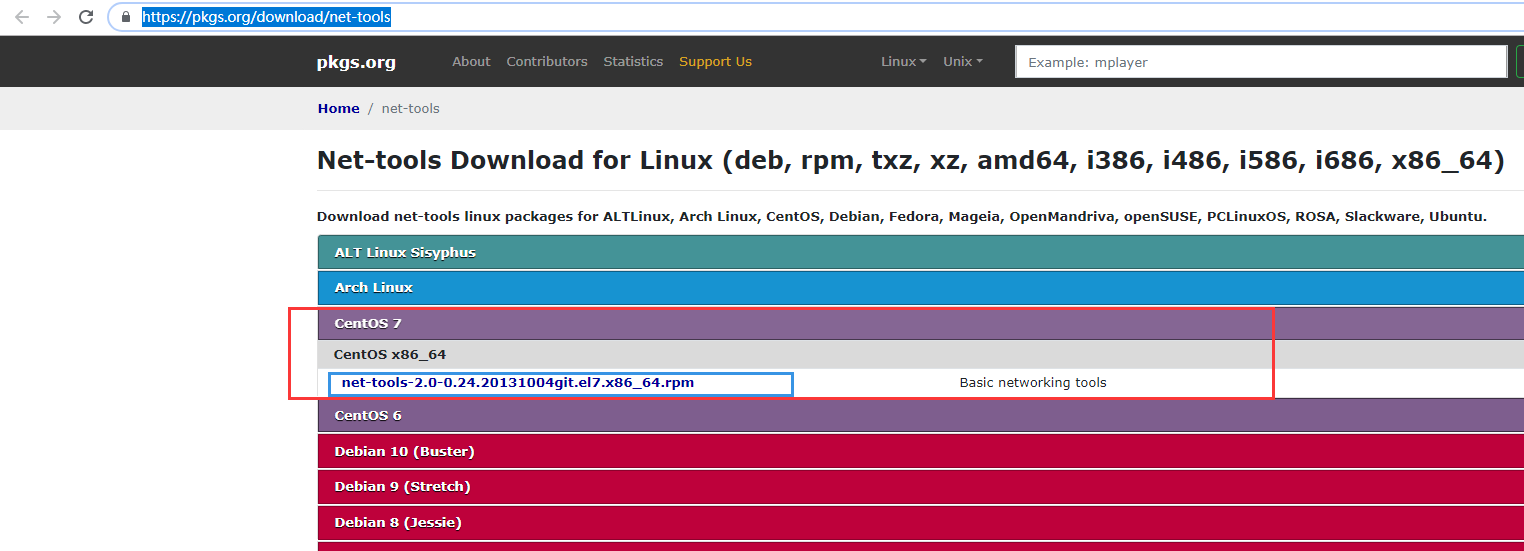 https://pkgs.org/download/net-tools
pkgs.org About Contributors Statistics Support Us Linux Unix Example: mplayer
Home / net-tools
Net-tools Download for Linux (deb, rpm, txz, xz, amd64, i386, i486, i586, i686, x86_64)
Download net-tools linux packages for ALTLinux, Arch Linux, CentOS, Debian, Fedora, Mageia, OpenMandriva, openSUSE, PCLinuxOS, ROSA, Slackware, Ubuntu.
ALT Linux Sisyphus
Arch Linux
CentOS 7
CentOS x86_64
net-tools-2.0-0.24.20131004git.el7.x86_64.rpm Basic networking tools
CentOS 6
Debian 10 (Buster)
Debian 9 (Stretch)
Debian 8 (Jessie)